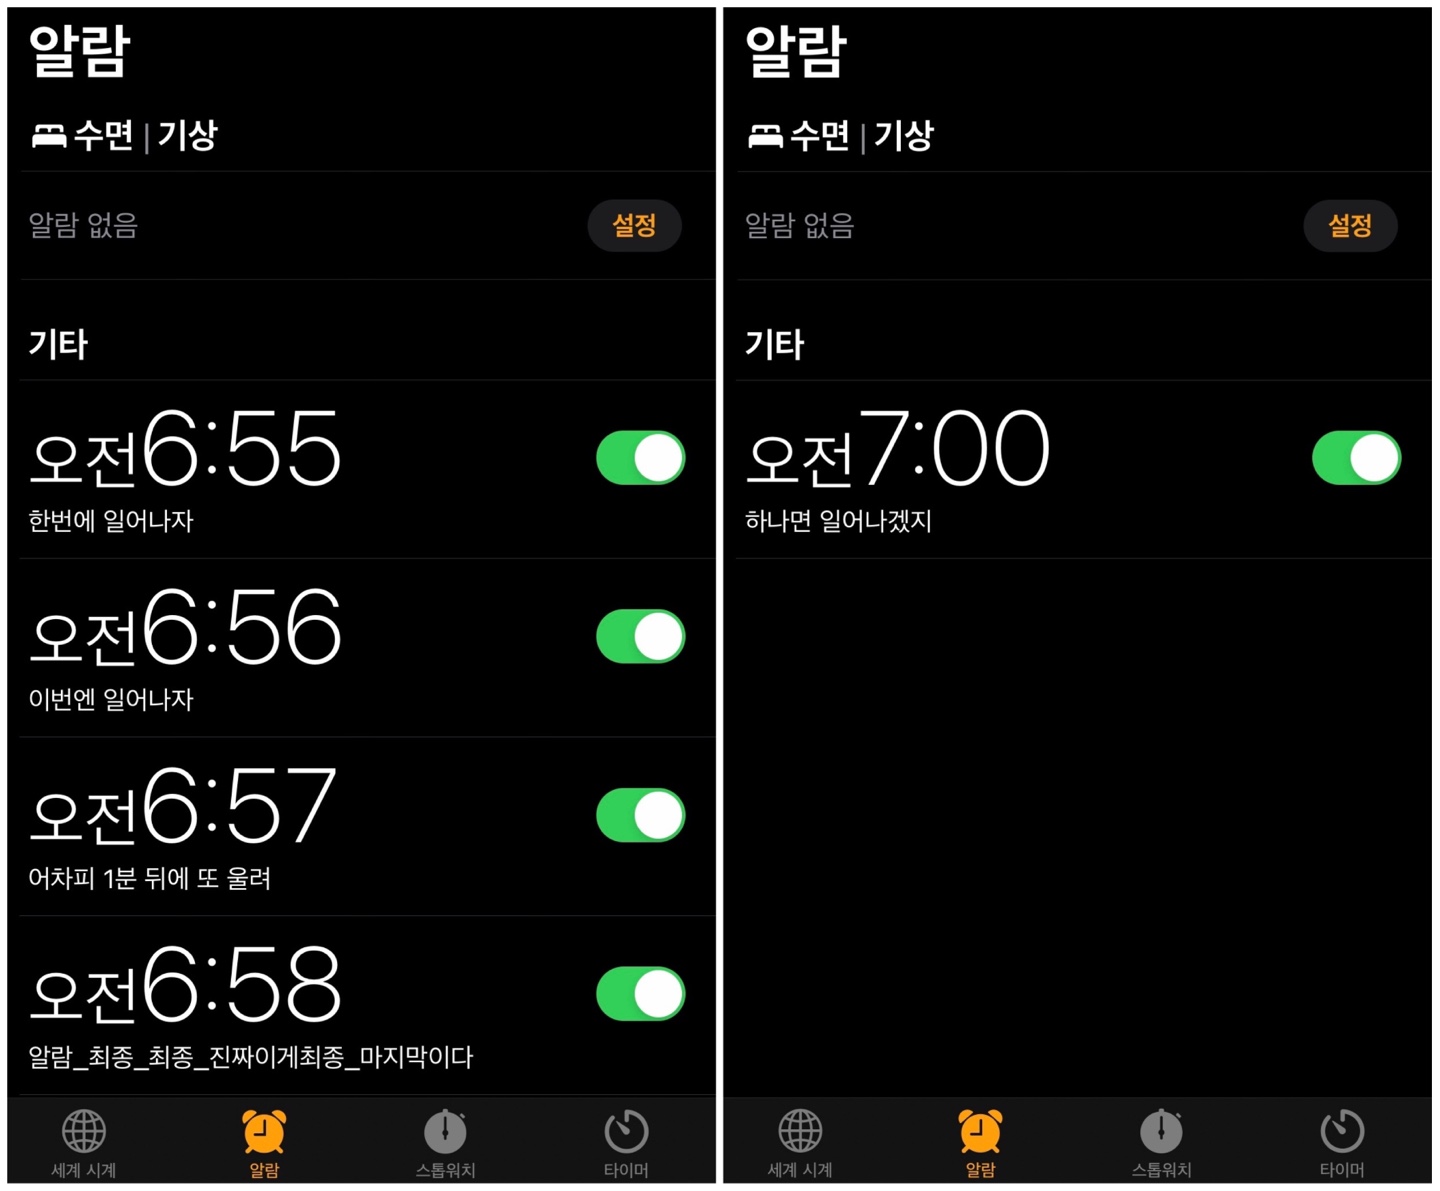 알람
수면 | 기상
알람 없음
설정
기타
오전6:55
한번에 일어나자
오전6:56
이번엔 일어나자
오전6:57
어차피 1분 뒤에 또 울려
오전6:58
알람_최종_최종_진짜이게최종_마지막이다
세계 시계
알람
스톱워치
타이머
알람
수면 | 기상
알람 없음
설정
기타
오전7:00
하나면 일어나겠지
세계 시계
알람
스톱워치
타이머